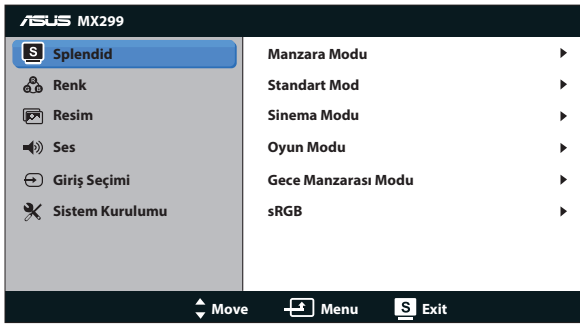 ASUS MX299
S Splendid
Renk
Resim
Ses
Giriş Seçimi
Sistem Kurulumu
Manzara Modu
Standart Mod
Sinema Modu
Oyun Modu
Gece Manzarası Modu
sRGB
Move Menu S Exit